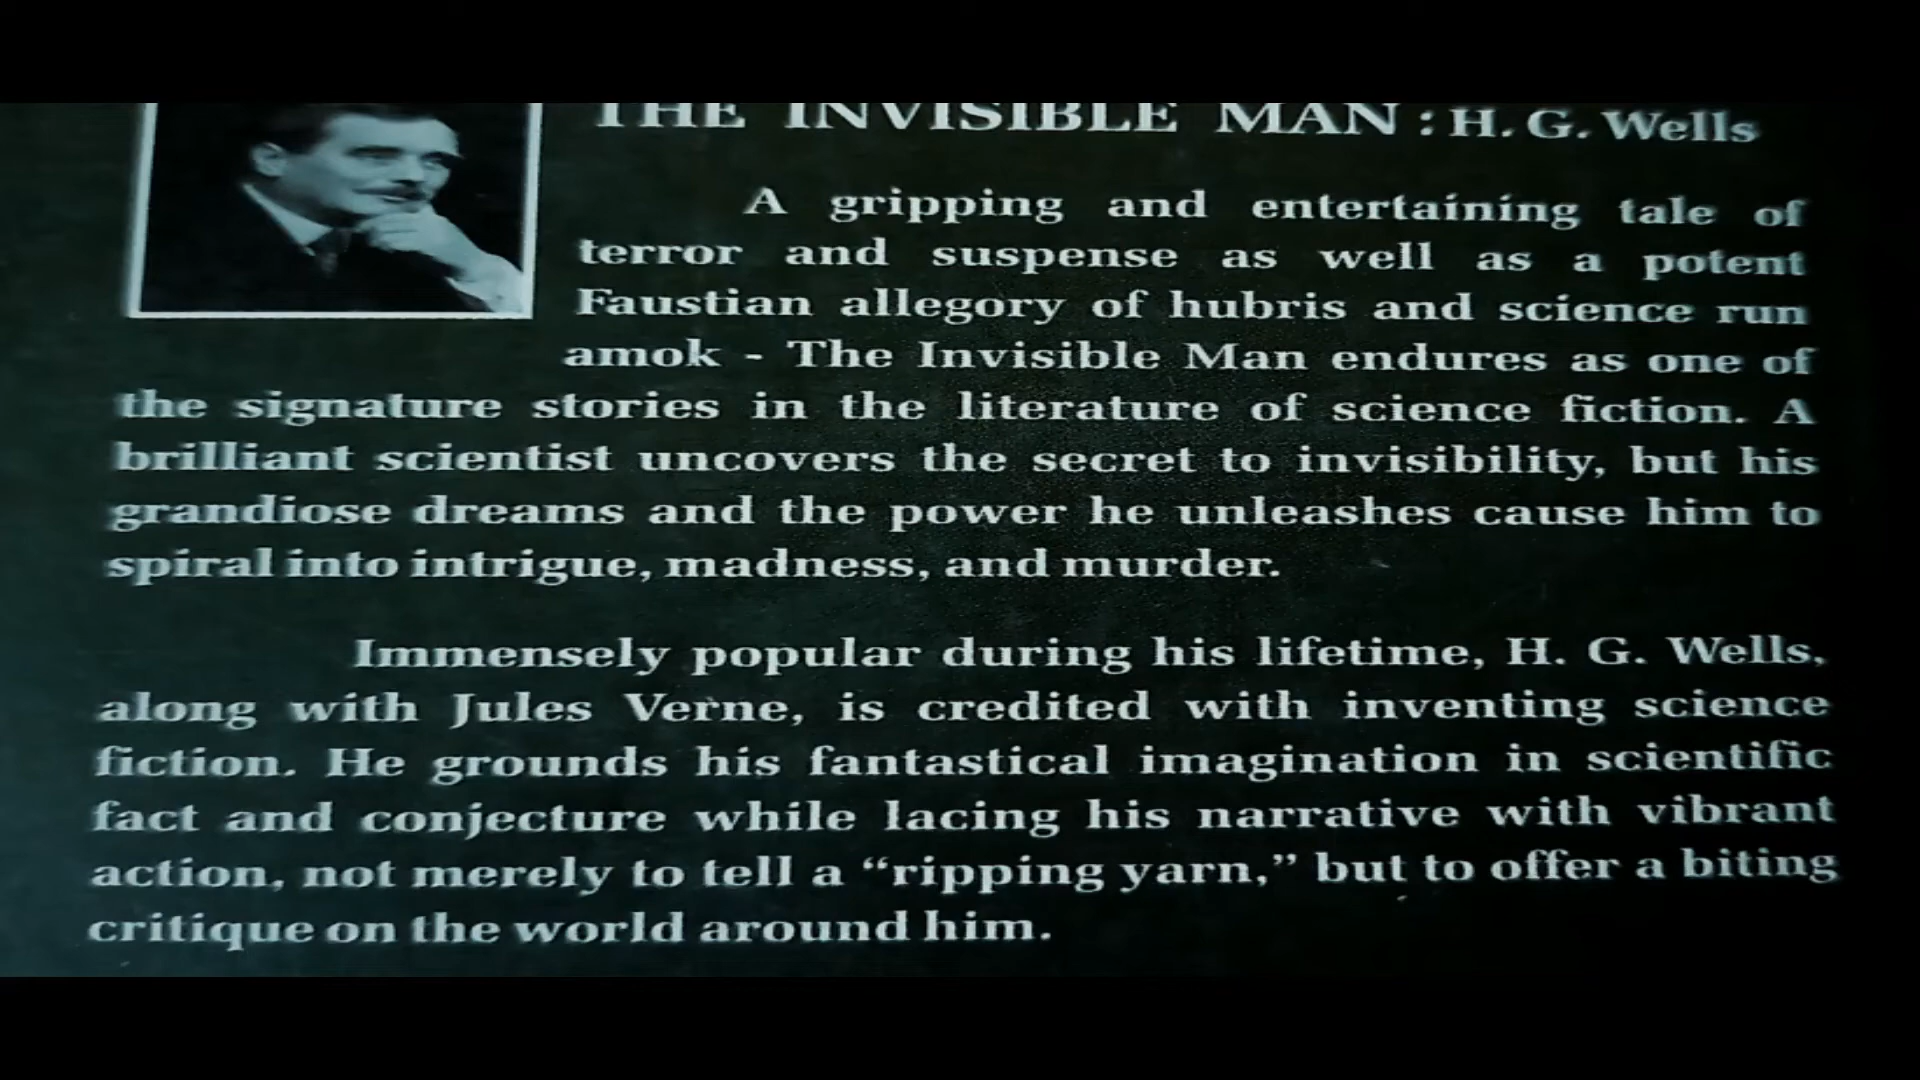 THE INVISIBLE MAN : H. G. Wells
A gripping and entertaining tale of
terror and suspense as well as a potent
Faustian allegory of hubris and science run
amok - The Invisible Man endures as one of
the signature stories in the literature of science fiction. A
brilliant scientist uncovers the secret to invisibility, but his
grandiose dreams and the power he unleashes cause him to
spiral into intrigue, madness, and murder.
Immensely popular during his lifetime, H. G. Wells,
along with Jules Verne, is credited with inventing science
fiction. He grounds his fantastical imagination in scientific
fact and conjecture while lacing his narrative with vibrant
action, not merely to tell a “ripping yarn,” but to offer a biting
critique on the world around him.